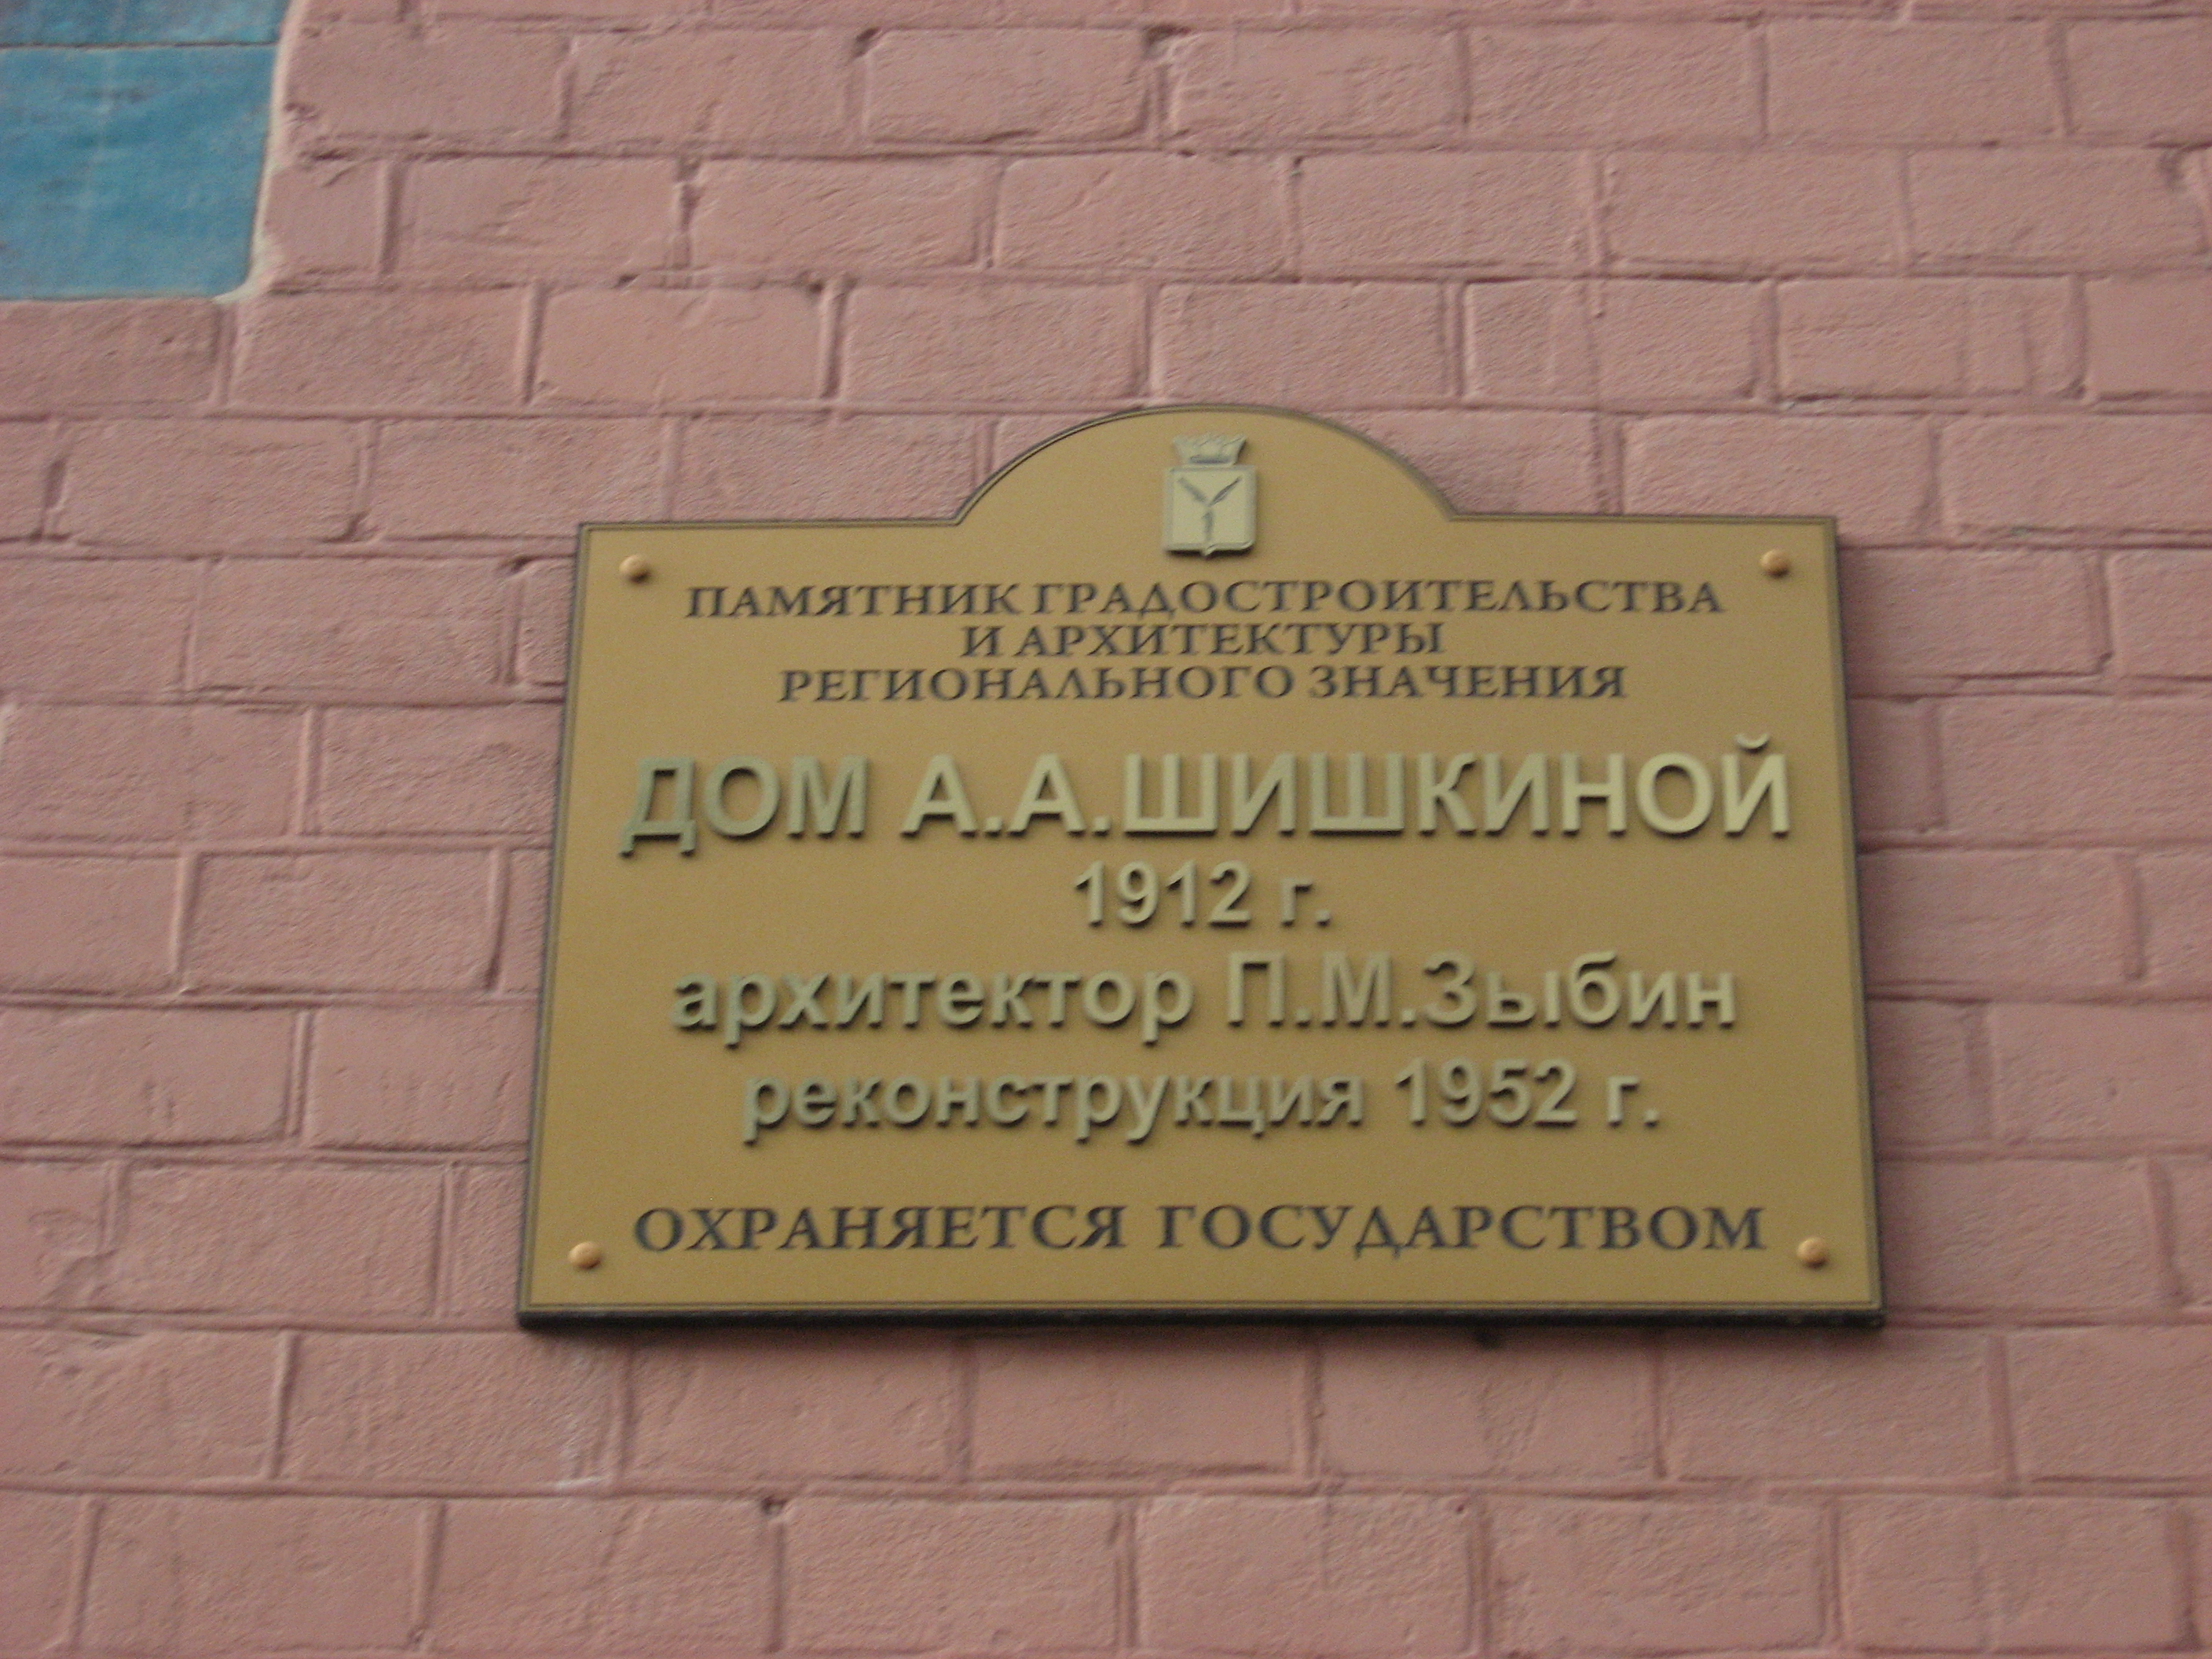 ПАМЯТНИК ГРАДОСТРОИТЕЛЬСТВА
И АРХИТЕКТУРЫ
РЕГИОНАЛЬНОГО ЗНАЧЕНИЯ
ДОМ А.А.ШИШКИНОЙ
1912 г.
архитектор П.М.Зыбин
реконструкция 1952 г.
ОХРАНЯЕТСЯ ГОСУДАРСТВОМ